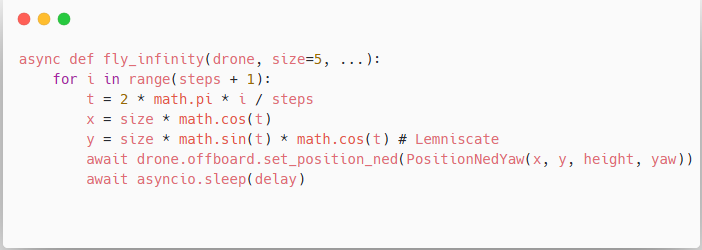 async def fly_infinity(drone, size=5, ...):
    for i in range(steps + 1):
        t = 2 * math.pi * i / steps
        x = size * math.cos(t)
        y = size * math.sin(t) * math.cos(t) # Lemniscate
        await drone.offboard.set_position_ned(PositionNedYaw(x, y, height, yaw))
        await asyncio.sleep(delay)